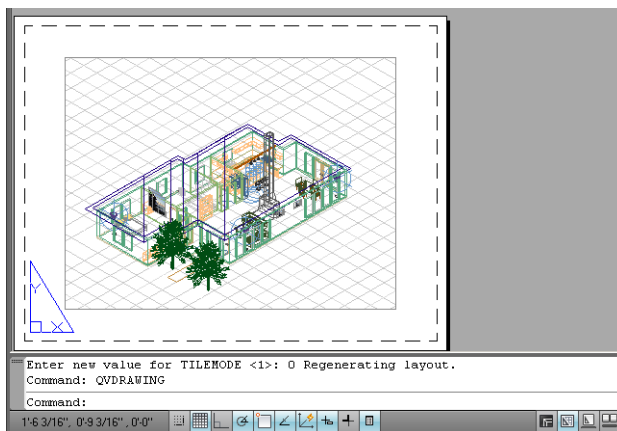 Y
X
Enter new value for TILEMODE <1>: 0 Regenerating layout.
Command: QVDRAWING
Command:
1'-6 3/16", 0'-9 3/16" , 0'-0"